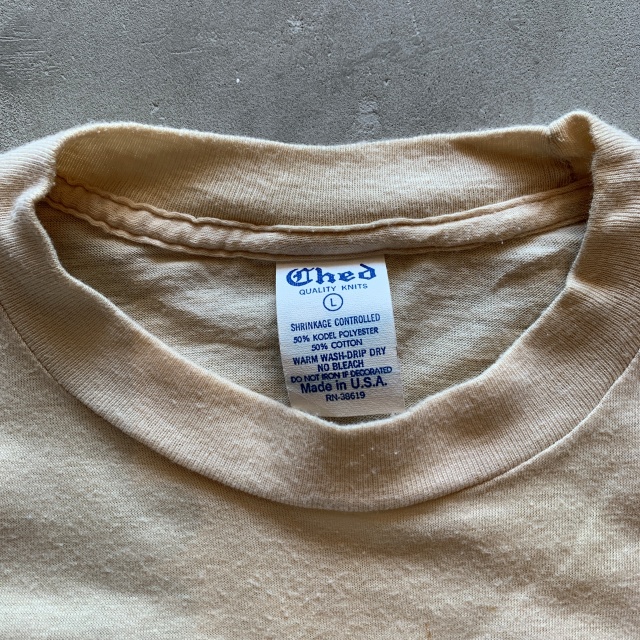 Ched
QUALITY KNITS
L
SHRINKAGE CONTROLLED
50% KODEL POLYESTER
50% COTTON
WARM WASH-DRIP DRY
NO BLEACH
DO NOT IRON IF DECORATED
Made in U.S.A.
RN-38619